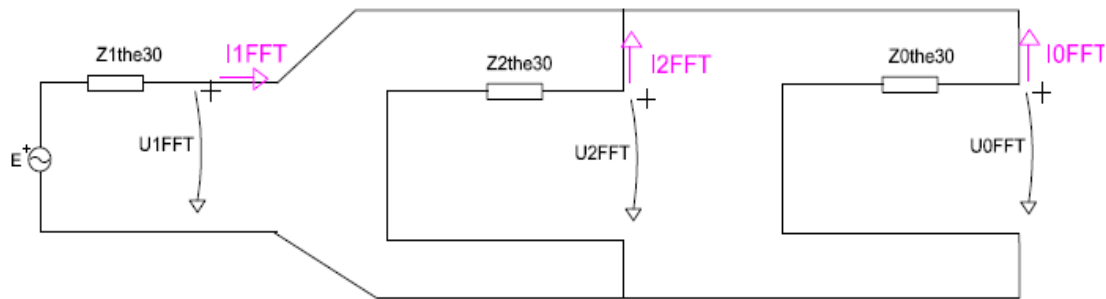 Z1the30
I1FFT
+
U1FFT
E
+
Z2the30
I2FFT
+
U2FFT
Z0the30
I0FFT
+
U0FFT